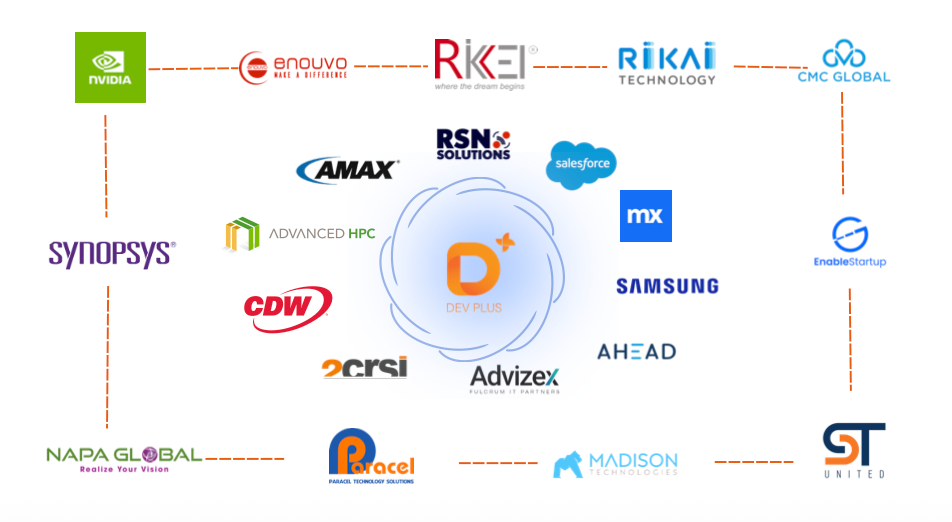 NVIDIA
enouvo
enouvo
MAKE A DIFFERENCE
RiKKEI®
where the dream begins
RiKAi
TECHNOLOGY
CMC GLOBAL
RSN
SOLUTIONS
AMAX®
salesforce
mx
ADVANCED HPC
SYNOPSYS®
EnableStartup
D+
DEV PLUS
SAMSUNG
CDW
AHEAD
2crsi
Advizex
FULCRUM IT PARTNERS
NAPA GLOBAL
Realize Your Vision
Paracel
PARACEL TECHNOLOGY SOLUTIONS
MADISON
TECHNOLOGIES
SDT
UNITED